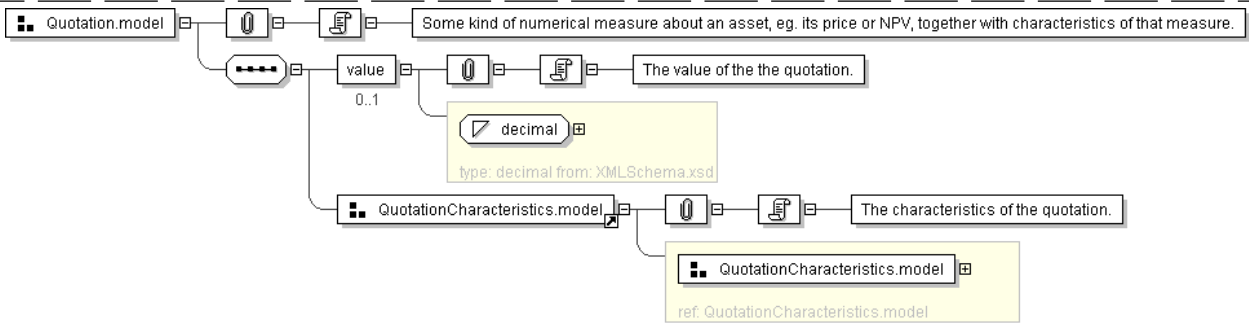 Quotation.model
Some kind of numerical measure about an asset, eg. its price or NPV, together with characteristics of that measure.
value
The value of the the quotation.
0..1
decimal
type: decimal from: XMLSchema.xsd
QuotationCharacteristics.model
The characteristics of the quotation.
QuotationCharacteristics.model
ref: QuotationCharacteristics.model